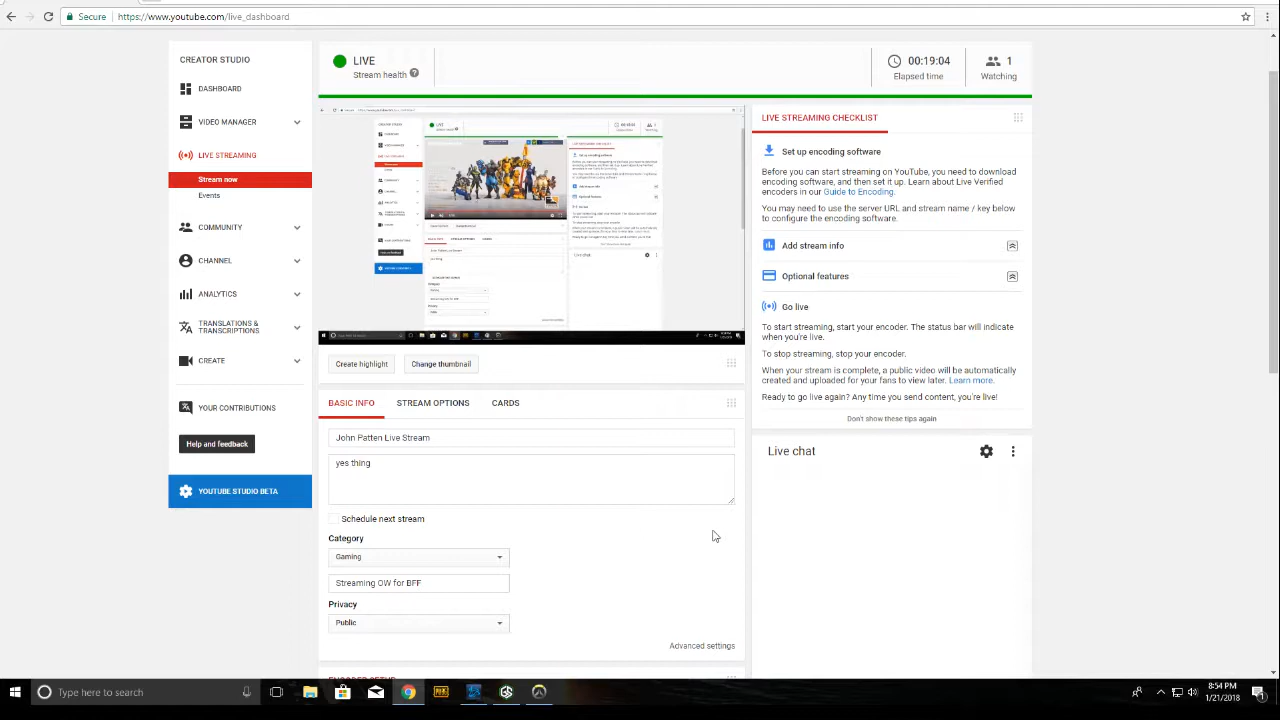 Secure
https://www.youtube.com/live_dashboard
CREATOR STUDIO
DASHBOARD
VIDEO MANAGER
LIVE STREAMING
Stream now
Events
COMMUNITY
CHANNEL
ANALYTICS
TRANSLATIONS &
TRANSCRIPTIONS
CREATE
YOUR CONTRIBUTIONS
Help and feedback
YOUTUBE STUDIO BETA
LIVE
Stream health ?
00:19:04
Elapsed time
1
Watching
Create highlight
Change thumbnail
BASIC INFO
STREAM OPTIONS
CARDS
John Patten Live Stream
yes thing
Schedule next stream
Category
Gaming
Streaming OW for BFF
Privacy
Public
Advanced settings
LIVE STREAMING CHECKLIST
Set up encoding software
Before you can start streaming on YouTube, you need to download
encoding software, and then set it up. Learn about Live Verified
encoders in our Guide to Encoding.
You may need to use the server URL and stream name / key below
to configure the encoding software.
Add stream info
Optional features
Go live
To start streaming, start your encoder. The status bar will indicate
when you're live.
To stop streaming, stop your encoder.
When your stream is complete, a public video will be automatically
created and uploaded for your fans to view later. Learn more.
Ready to go live again? Any time you send content, you're live!
Don't show these tips again
Live chat
Type here to search
8:54 PM
1/21/2018